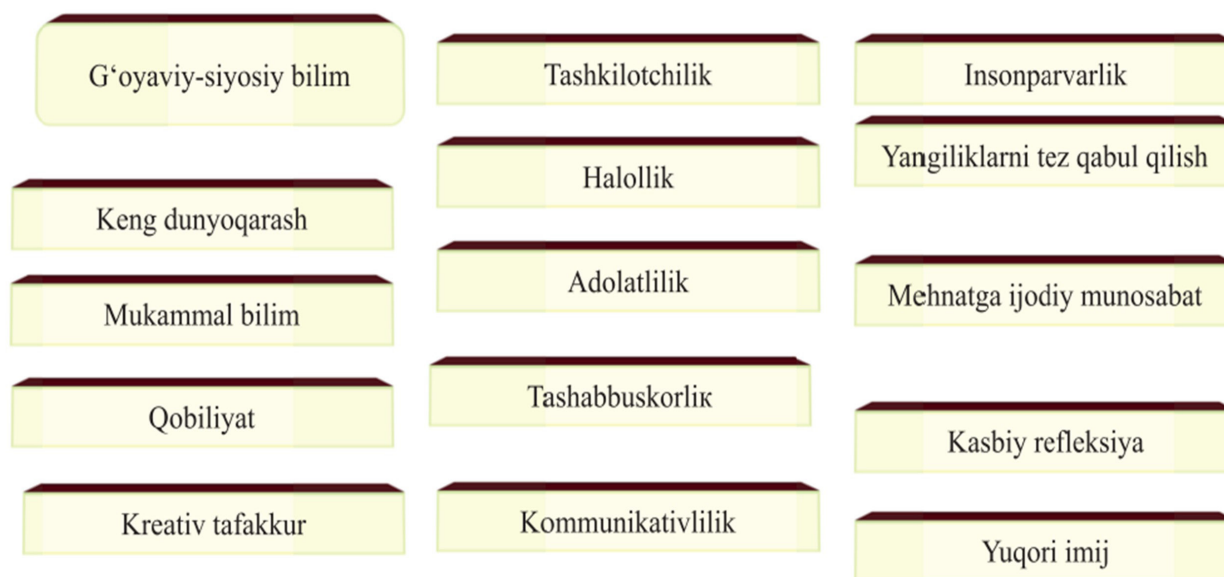 G‘oyaviy-siyosiy bilim
Keng dunyoqarash
Mukammal bilim
Qobiliyat
Kreativ tafakkur
Tashkilotchilik
Halollik
Adolatlilik
Tashabbuskorliк
Kommunikativlilik
Insonparvarlik
Yangiliklarni tez qabul qilish
Mehnatga ijodiy munosabat
Kasbiy refleksiya
Yuqori imij